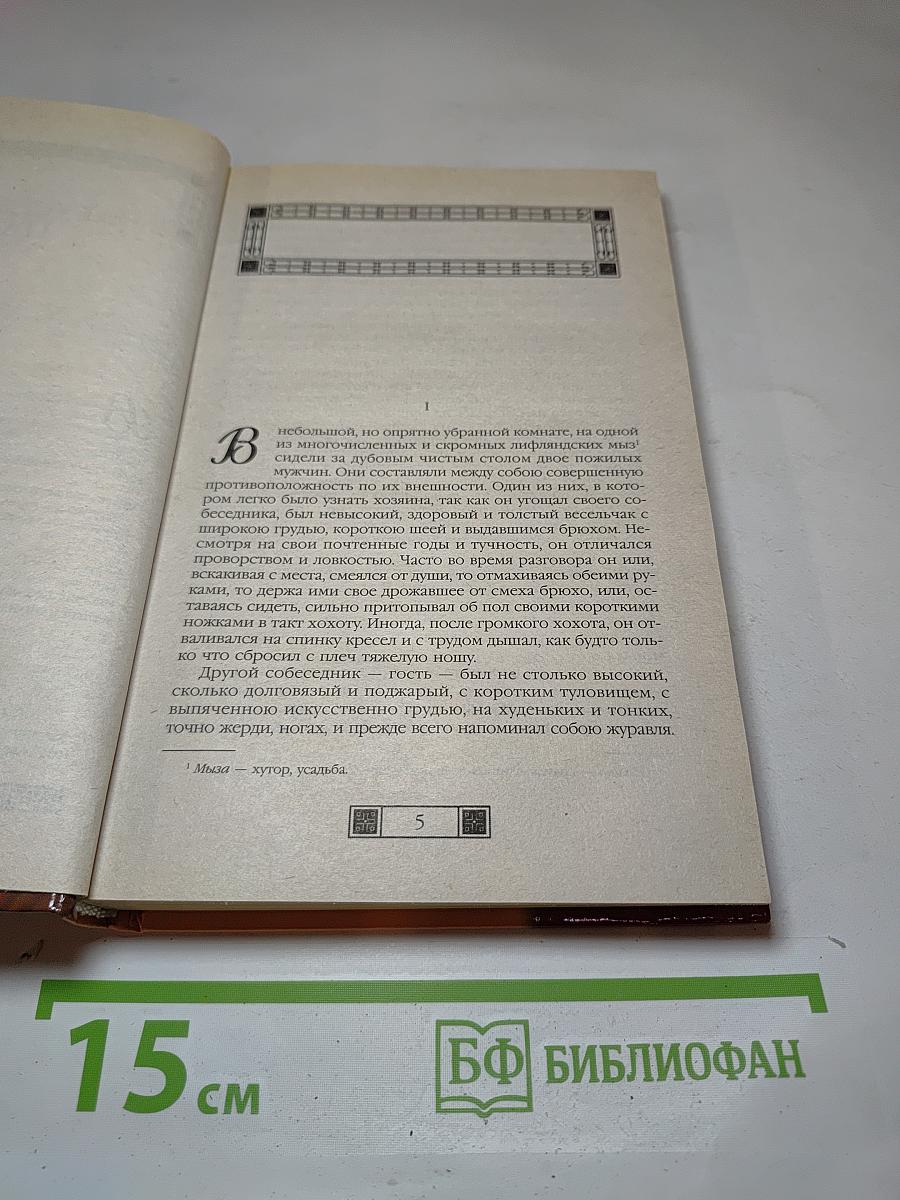 I
В небольшой, но опрятно убранной комнате, на одной
из многочисленных и скромных лифляндских мыз¹
сидели за дубовым чистым столом двое пожилых
мужчин. Они составляли между собою совершенную
противоположность по их внешности. Один из них, в кото-
ром легко было узнать хозяина, так как он угощал своего со-
беседника, был невысокий, здоровый и толстый весельчак с
широкою грудью, короткою шеей и выдавшимся брюхом. Не-
смотря на свои почтенные годы и тучность, он отличался
проворством и ловкостью. Часто во время разговора он или,
вскакивая с места, смеялся от души, то отмахиваясь обеими ру-
ками, то держа ими свое дрожавшее от смеха брюхо, или, ос-
таваясь сидеть, сильно притопывал об пол своими короткими
ножками в такт хохоту. Иногда, после громкого хохота, он от-
валивался на спинку кресел и с трудом дышал, как будто толь-
ко что сбросил с плеч тяжелую ношу.
Другой собеседник — гость — был не столько высокий,
сколько долговязый и поджарый, с коротким туловищем, с
выпяченною искусственно грудью, на худеньких и тонких,
точно жерди, ногах, и прежде всего напоминал собою журавля.
¹ Мыза — хутор, усадьба.
5
15 см
БФ БИБЛИОФАН